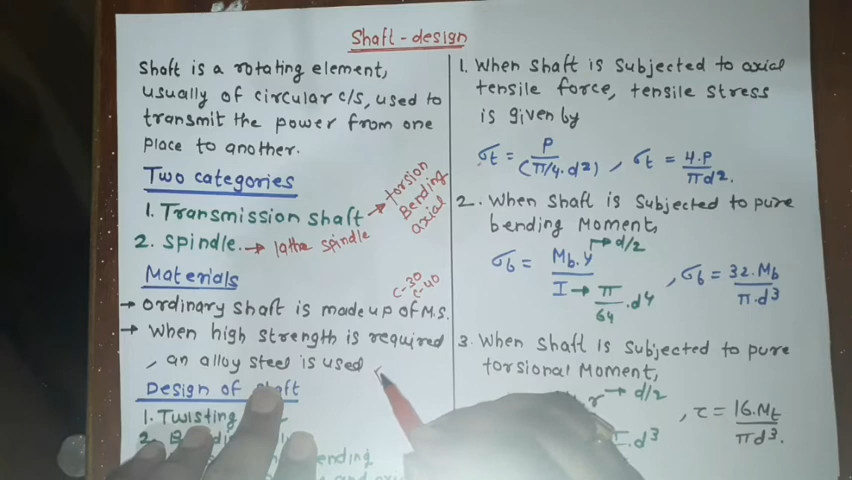 Shaft-design
Shaft is a rotating element,
usually of circular c/s, used to
transmit the power from one
place to another.
Two categories
1. Transmission shaft → torsion
Bending
axial
2. Spindle. → lathe spindle
Materials
C-30
C-40
→ Ordinary shaft is made up of M.S.
→ When high strength is required
, an alloy steel is used
Design of shaft
1. Twisting
ending
and
1. When shaft is subjected to axial
tensile force, tensile stress
is given by
σt = P/(π/4.d2) , σt = 4.P/πd2.
2. When shaft is subjected to pure
bending Moment,
σb = Mb.y/I , σb = 32.Mb/π.d3
→ d/2
→ π/64 .d4
3. When shaft is subjected to pure
torsional Moment,
r → d/2
.d3
, τ = 16.Mt/πd3.